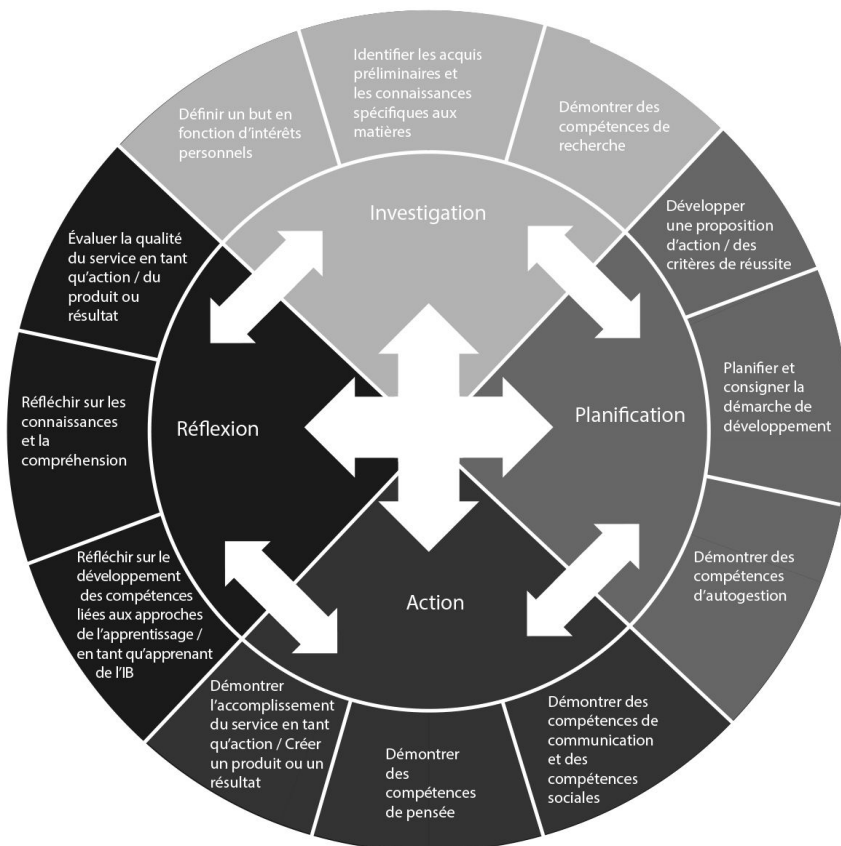 Définir un but en
fonction d'intérêts
personnels
Identifier les acquis
préliminaires et
les connaissances
spécifiques aux
matières
Démontrer des
compétences de
recherche
Investigation
Développer
une proposition
d'action / des
critères de réussite
Planifier et
consigner la
démarche de
développement
Démontrer des
compétences
d'autogestion
Planification
Démontrer des
compétences de
communication
et des
compétences
sociales
Démontrer
des
compétences
de pensée
Démontrer
l'accomplissement
du service en tant
qu'action / Créer
un produit ou un
résultat
Action
Réfléchir sur le
développement
des compétences
liées aux approches
de l'apprentissage /
en tant qu'apprenant
de l'IB
Réfléchir sur les
connaissances
et la
compréhension
Évaluer la qualité
du service en tant
qu'action / du
produit ou
résultat
Réflexion